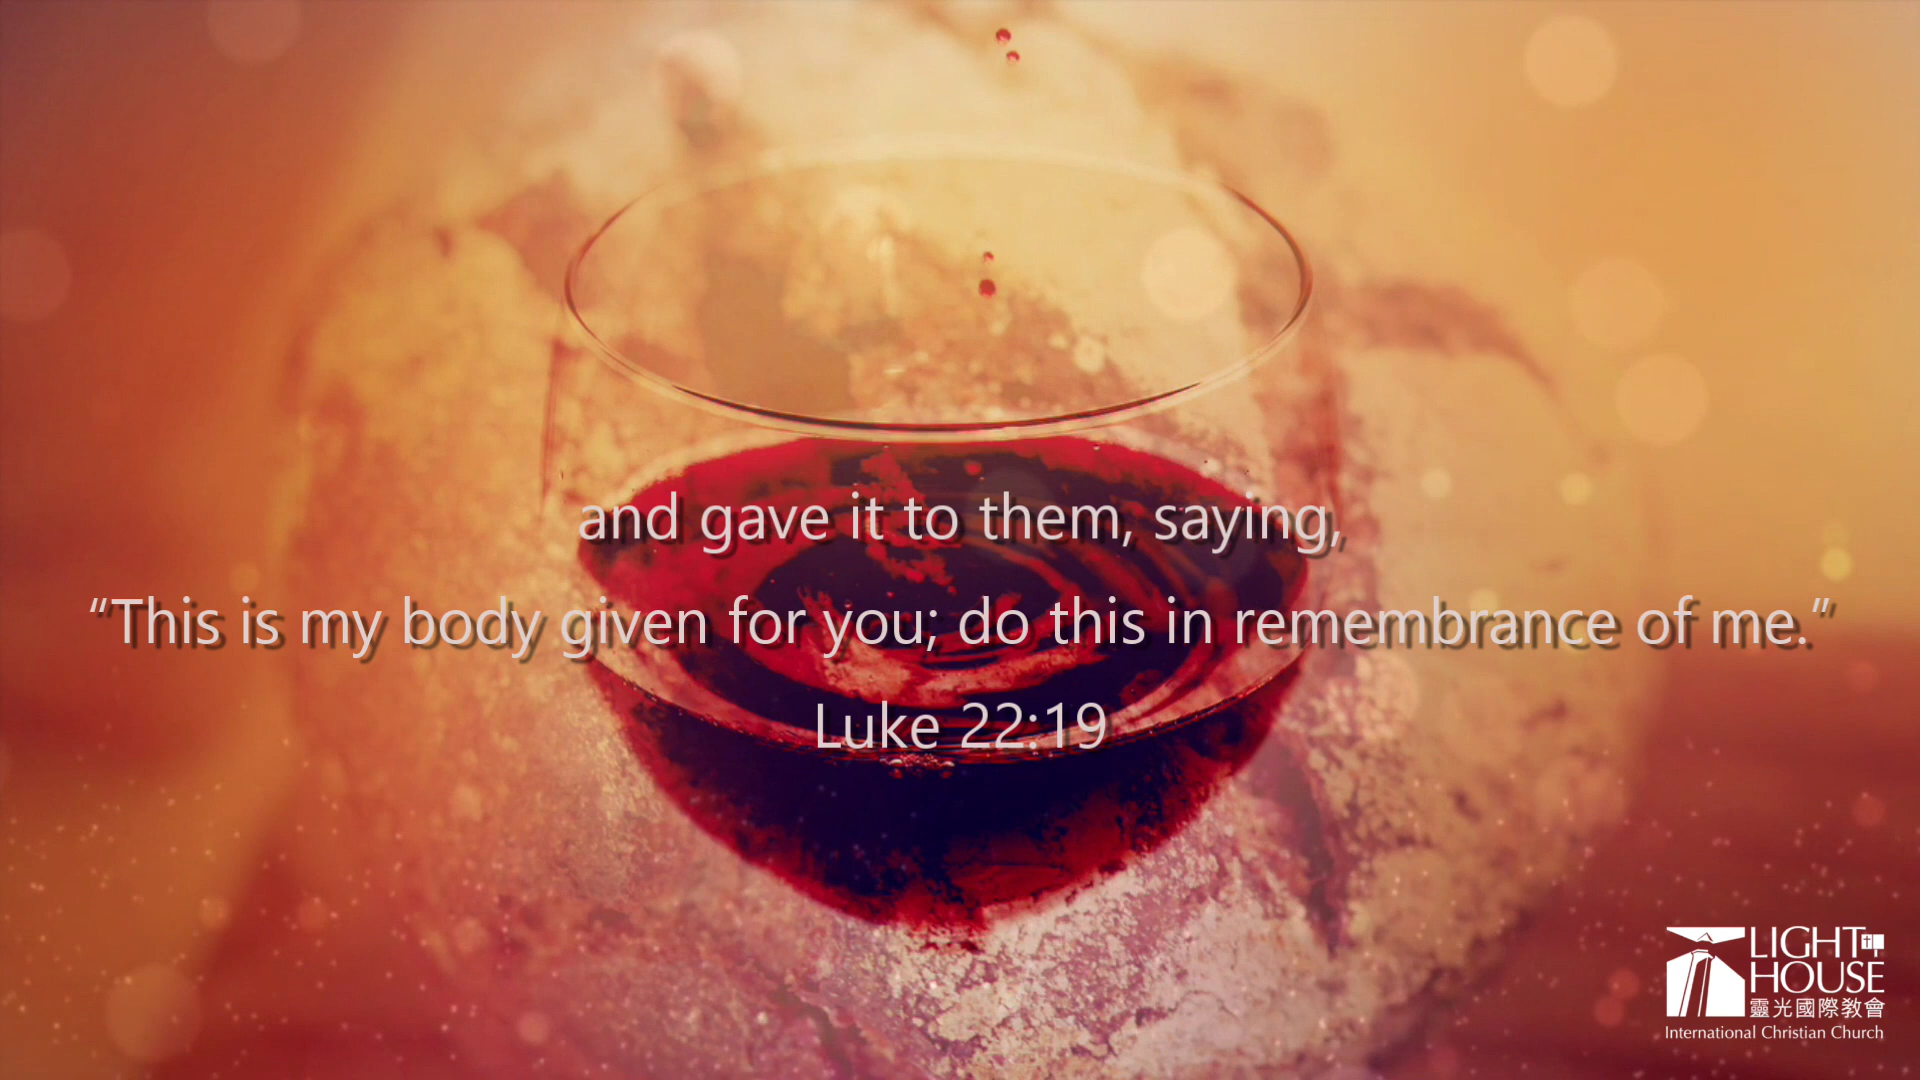 and gave it to them, saying,
“This is my body given for you; do this in remembrance of me.”
Luke 22:19
LIGHT
HOUSE
靈光國際教會
International Christian Church